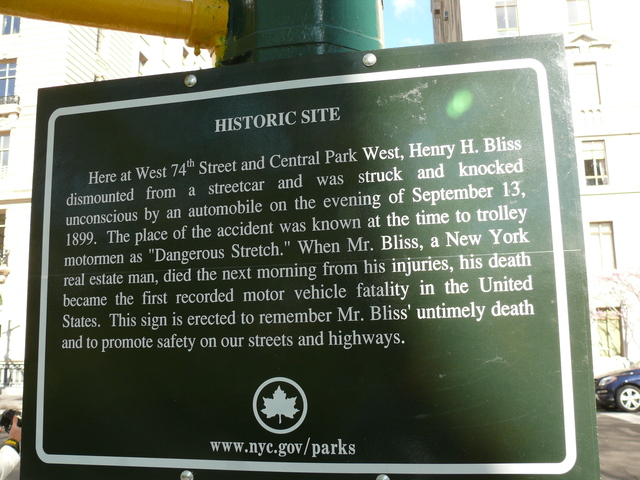 HISTORIC SITE
Here at West 74th Street and Central Park West, Henry H. Bliss
dismounted from a streetcar and was struck and knocked
unconscious by an automobile on the evening of September 13,
1899. The place of the accident was known at the time to trolley
motormen as "Dangerous Stretch." When Mr. Bliss, a New York
real estate man, died the next morning from his injuries, his death
became the first recorded motor vehicle fatality in the United
States. This sign is erected to remember Mr. Bliss' untimely death
and to promote safety on our streets and highways.
www.nyc.gov/parks